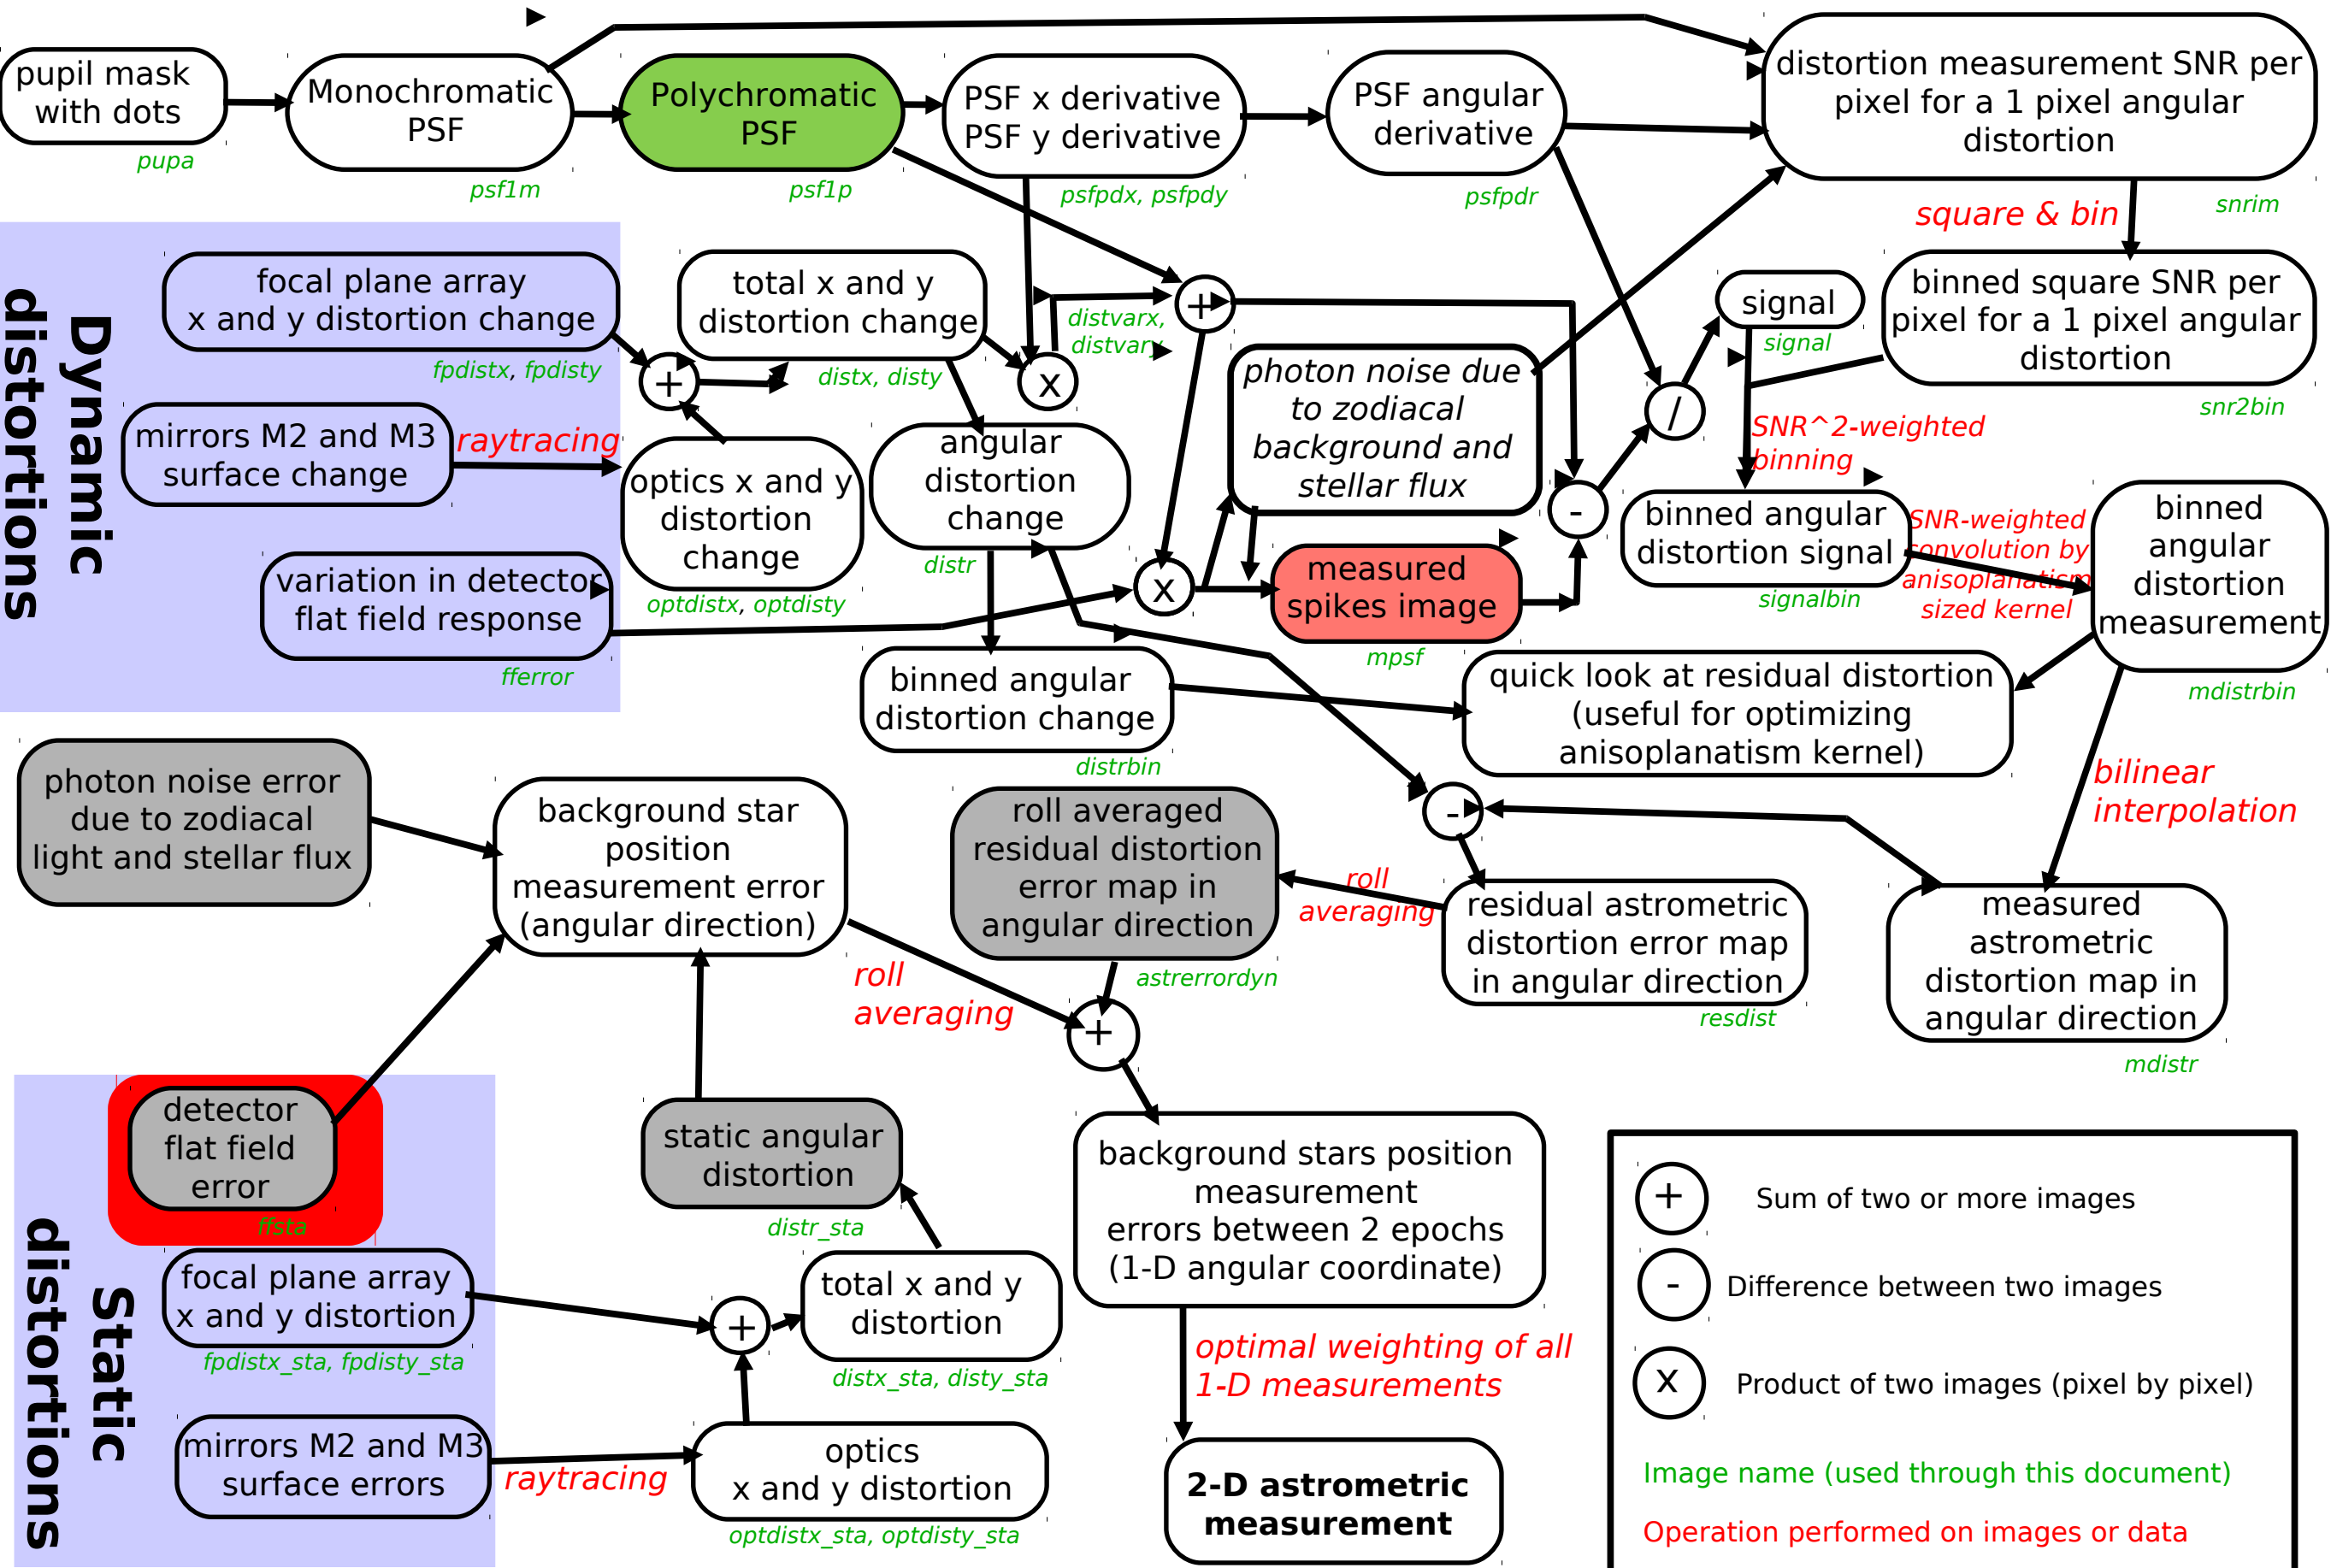 pupil mask
with dots
pupa
Monochromatic
PSF
psf1m
Polychromatic
PSF
psf1p
PSF x derivative
PSF y derivative
psfpdx, psfpdy
PSF angular
derivative
psfpdr
distortion measurement SNR per
pixel for a 1 pixel angular
distortion
snrim
square & bin
Dynamic
distortions
focal plane array
x and y distortion change
fpdistx, fpdisty
mirrors M2 and M3
surface change
raytracing
variation in detector
flat field response
fferror
+
total x and y
distortion change
distx, disty
optics x and y
distortion
change
optdistx, optdisty
x
distvarx,
distvary
+
angular
distortion
change
distr
x
photon noise due
to zodiacal
background and
stellar flux
measured
spikes image
mpsf
-
/
signal
signal
binned square SNR per
pixel for a 1 pixel angular
distortion
snr2bin
SNR^2-weighted
binning
binned angular
distortion signal
signalbin
SNR-weighted
convolution by
anisoplanatism
sized kernel
binned
angular
distortion
measurement
mdistrbin
binned angular
distortion change
distrbin
quick look at residual distortion
(useful for optimizing
anisoplanatism kernel)
bilinear
interpolation
photon noise error
due to zodiacal
light and stellar flux
background star
position
measurement error
(angular direction)
roll averaged
residual distortion
error map in
angular direction
astrerrordyn
roll
averaging
-
residual astrometric
distortion error map
in angular direction
resdist
measured
astrometric
distortion map in
angular direction
mdistr
roll
averaging
+
Static
distortions
detector
flat field
error
ffsta
focal plane array
x and y distortion
fpdistx_sta, fpdisty_sta
mirrors M2 and M3
surface errors
raytracing
static angular
distortion
distr_sta
+
total x and y
distortion
distx_sta, disty_sta
optics
x and y distortion
optdistx_sta, optdisty_sta
background stars position
measurement
errors between 2 epochs
(1-D angular coordinate)
optimal weighting of all
1-D measurements
2-D astrometric
measurement
+
Sum of two or more images
-
Difference between two images
x
Product of two images (pixel by pixel)
Image name (used through this document)
Operation performed on images or data